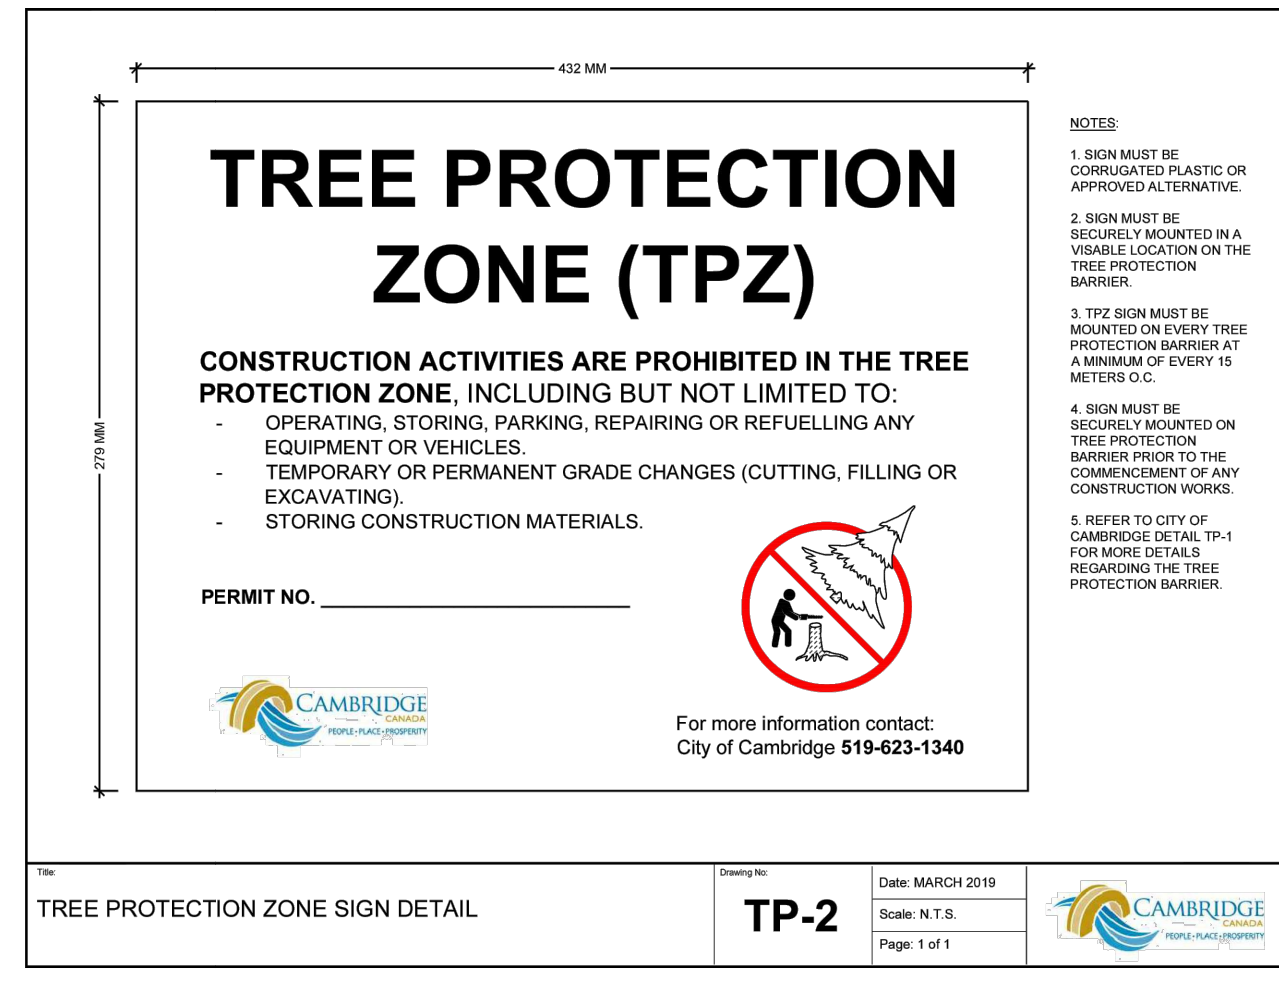 432 MM
279 MM
TREE PROTECTION
ZONE (TPZ)
CONSTRUCTION ACTIVITIES ARE PROHIBITED IN THE TREE
PROTECTION ZONE, INCLUDING BUT NOT LIMITED TO:
- OPERATING, STORING, PARKING, REPAIRING OR REFUELLING ANY
EQUIPMENT OR VEHICLES.
- TEMPORARY OR PERMANENT GRADE CHANGES (CUTTING, FILLING OR
EXCAVATING).
- STORING CONSTRUCTION MATERIALS.
PERMIT NO. ____________________________
CAMBRIDGE
CANADA
PEOPLE • PLACE • PROSPERITY
For more information contact:
City of Cambridge 519-623-1340
NOTES:
1. SIGN MUST BE
CORRUGATED PLASTIC OR
APPROVED ALTERNATIVE.
2. SIGN MUST BE
SECURELY MOUNTED IN A
VISABLE LOCATION ON THE
TREE PROTECTION
BARRIER.
3. TPZ SIGN MUST BE
MOUNTED ON EVERY TREE
PROTECTION BARRIER AT
A MINIMUM OF EVERY 15
METERS O.C.
4. SIGN MUST BE
SECURELY MOUNTED ON
TREE PROTECTION
BARRIER PRIOR TO THE
COMMENCEMENT OF ANY
CONSTRUCTION WORKS.
5. REFER TO CITY OF
CAMBRIDGE DETAIL TP-1
FOR MORE DETAILS
REGARDING THE TREE
PROTECTION BARRIER.
Title:
TREE PROTECTION ZONE SIGN DETAIL
Drawing No:
TP-2
Date: MARCH 2019
Scale: N.T.S.
Page: 1 of 1
CAMBRIDGE
CANADA
PEOPLE • PLACE • PROSPERITY